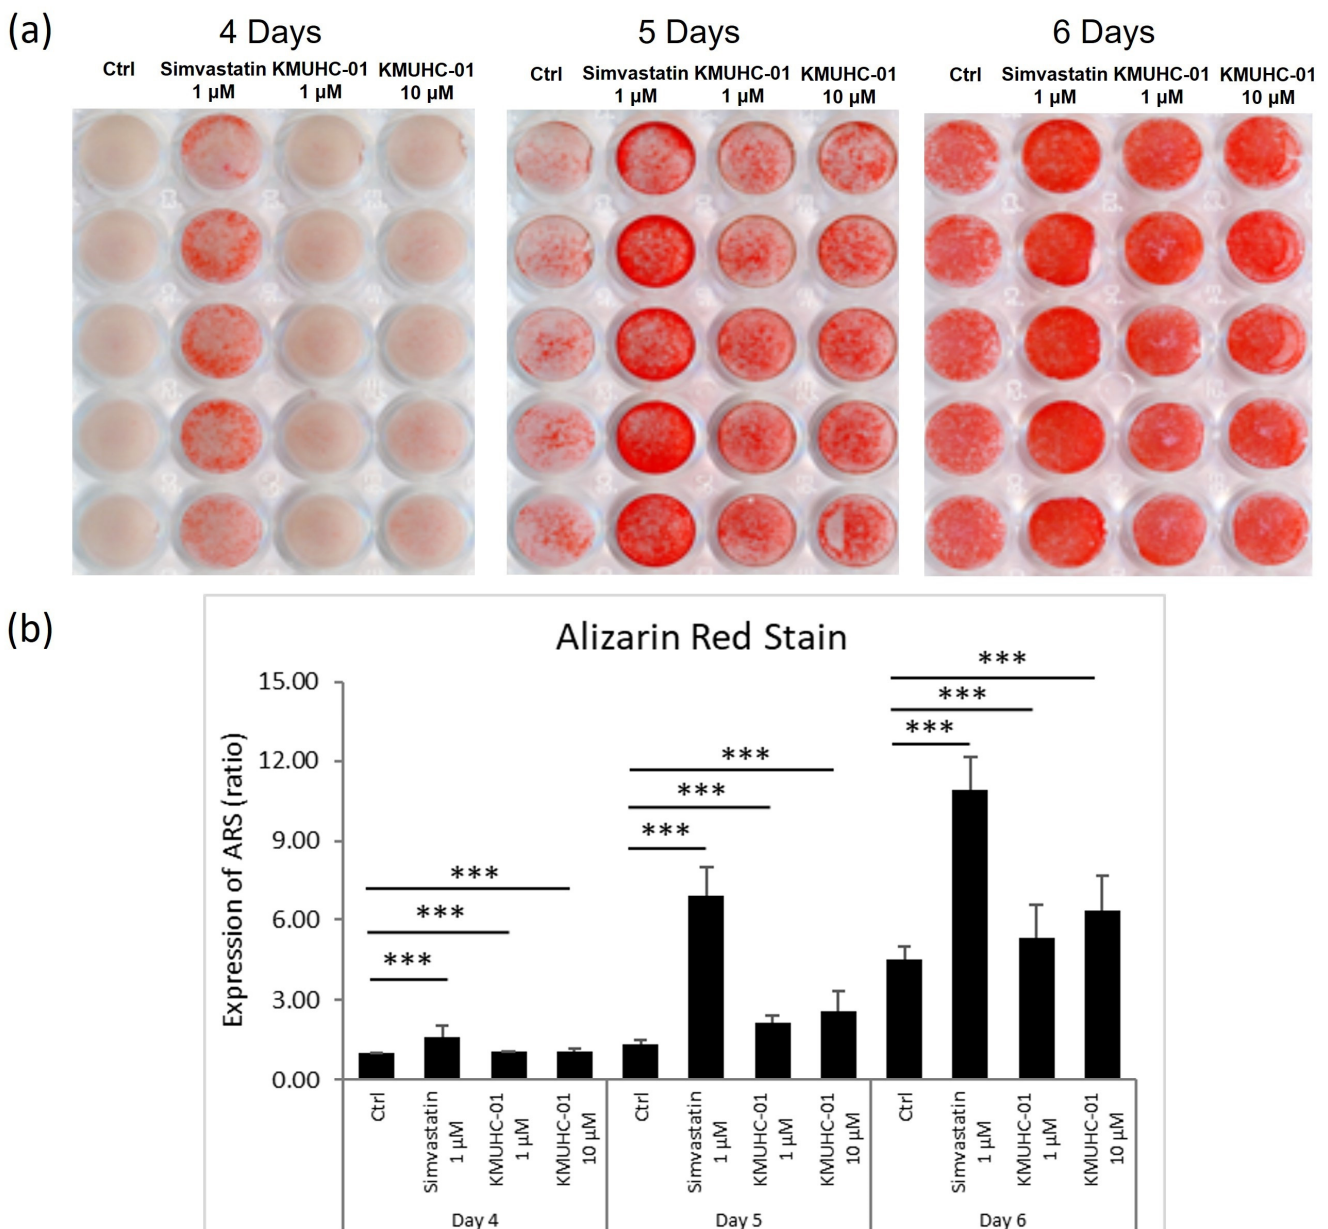 (a)
4 Days
5 Days
6 Days
Ctrl Simvastatin KMUHC-01 KMUHC-01
1 µM 1 µM 10 µM
Ctrl Simvastatin KMUHC-01 KMUHC-01
1 µM 1 µM 10 µM
Ctrl Simvastatin KMUHC-01 KMUHC-01
1 µM 1 µM 10 µM
(b)
Alizarin Red Stain
Expression of ARS (ratio)
15.00
12.00
9.00
6.00
3.00
0.00
***
***
***
***
***
***
***
***
***
Ctrl
Simvastatin
1 µM
KMUHC-01
1 µM
KMUHC-01
10 µM
Ctrl
Simvastatin
1 µM
KMUHC-01
1 µM
KMUHC-01
10 µM
Ctrl
Simvastatin
1 µM
KMUHC-01
1 µM
KMUHC-01
10 µM
Day 4
Day 5
Day 6